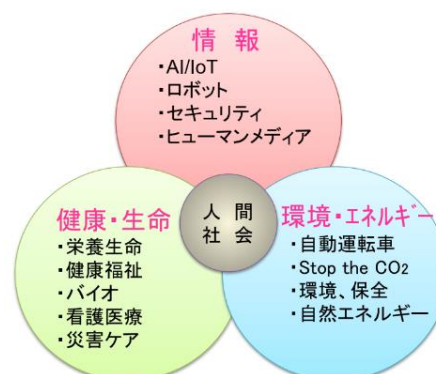 情 報
・AI/IoT
・ロボット
・セキュリティ
・ヒューマンメディア
人 間
社 会
健康・生命
・栄養生命
・健康福祉
・バイオ
・看護医療
・災害ケア
環境・エネルギー
・自動運転車
・Stop the CO2
・環境、保全
・自然エネルギー